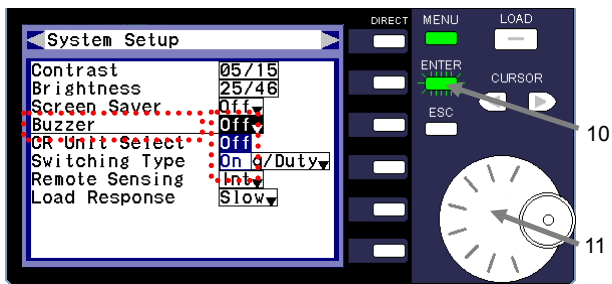 DIRECT MENU LOAD
System Setup
Contrast 05/15
Brightness 25/46
ENTER
CURSOR
Screen Saver Off
ESC
Buzzer Off
10
CR Unit Select Off
Switching Type On g/Duty
Remote Sensing Int
Load Response Slow
11